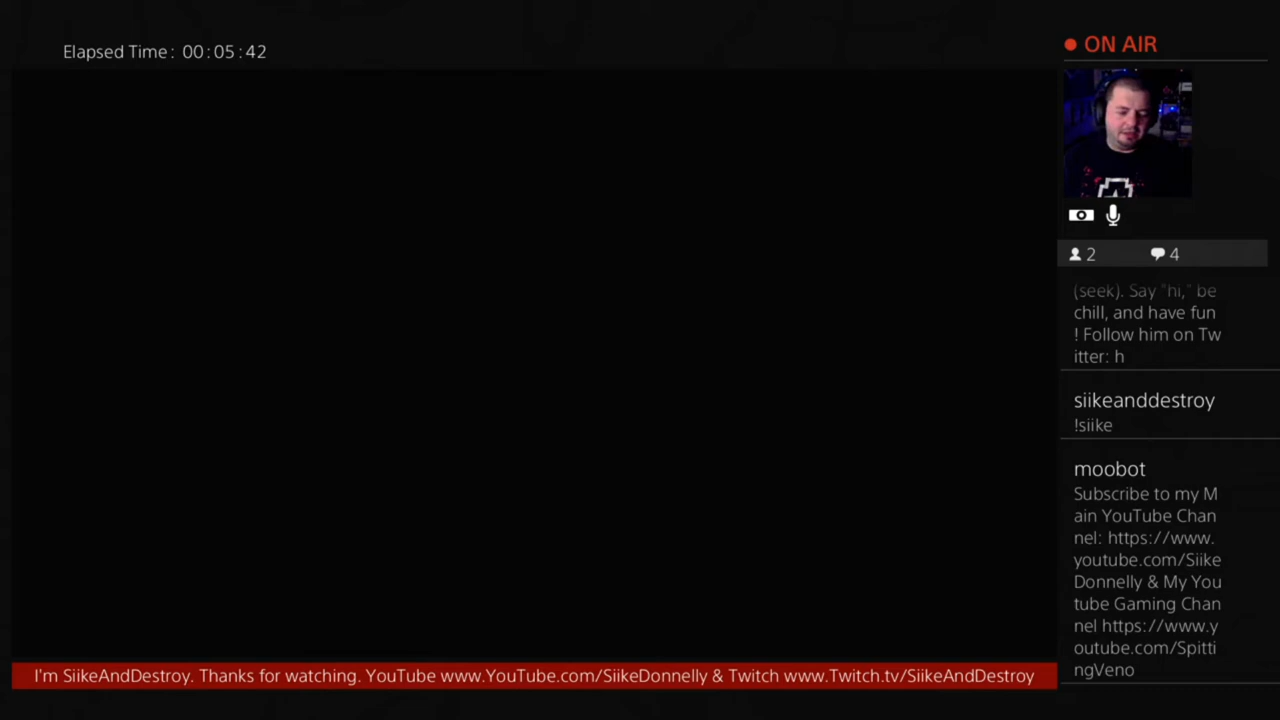 Elapsed Time: 00:05:42
ON AIR
2
4
(seek). Say "hi," be
chill, and have fun
! Follow him on Tw
itter: h
siikeanddestroy
!siike
moobot
Subscribe to my M
ain YouTube Chan
nel: https://www.
youtube.com/Siike
Donnelly & My You
tube Gaming Chan
nel https://www.y
outube.com/Spitti
ngVeno
I'm SiikeAndDestroy. Thanks for watching. YouTube www.YouTube.com/SiikeDonnelly & Twitch www.Twitch.tv/SiikeAndDestroy